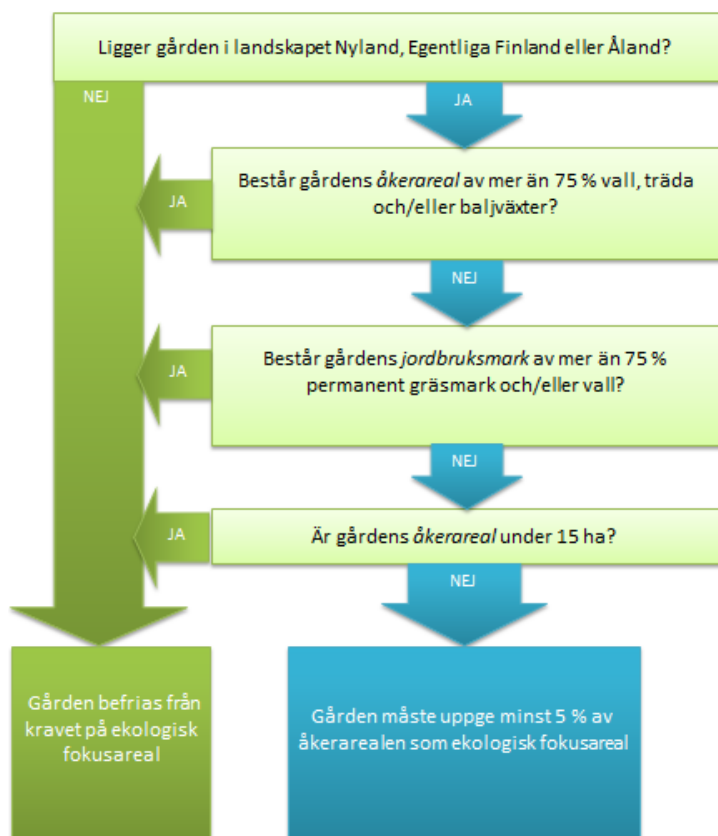 Ligger gården i landskapet Nyland, Egentliga Finland eller Åland?
NEJ
JA
Består gårdens åkerareal av mer än 75 % vall, träda
och/eller baljväxter?
JA
NEJ
Består gårdens jordbruksmark av mer än 75 %
permanent gräsmark och/eller vall?
JA
NEJ
Är gårdens åkerareal under 15 ha?
JA
NEJ
Gården befrias från
kravet på ekologisk
fokusareal
Gården måste uppge minst 5 % av
åkerarealen som ekologisk fokusareal